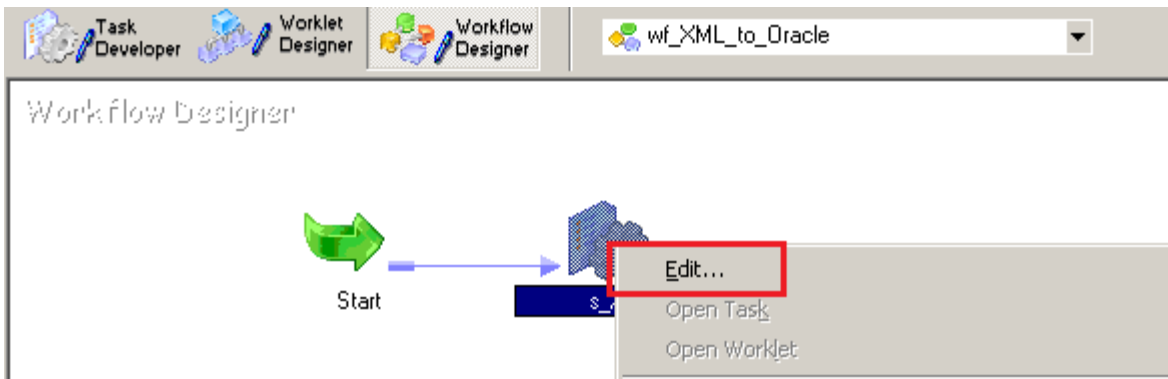 Task
Developer
Worklet
Designer
Workflow
Designer
wf_XML_to_Oracle
Workflow Designer
Start
Edit...
Open Task
Open Worklet